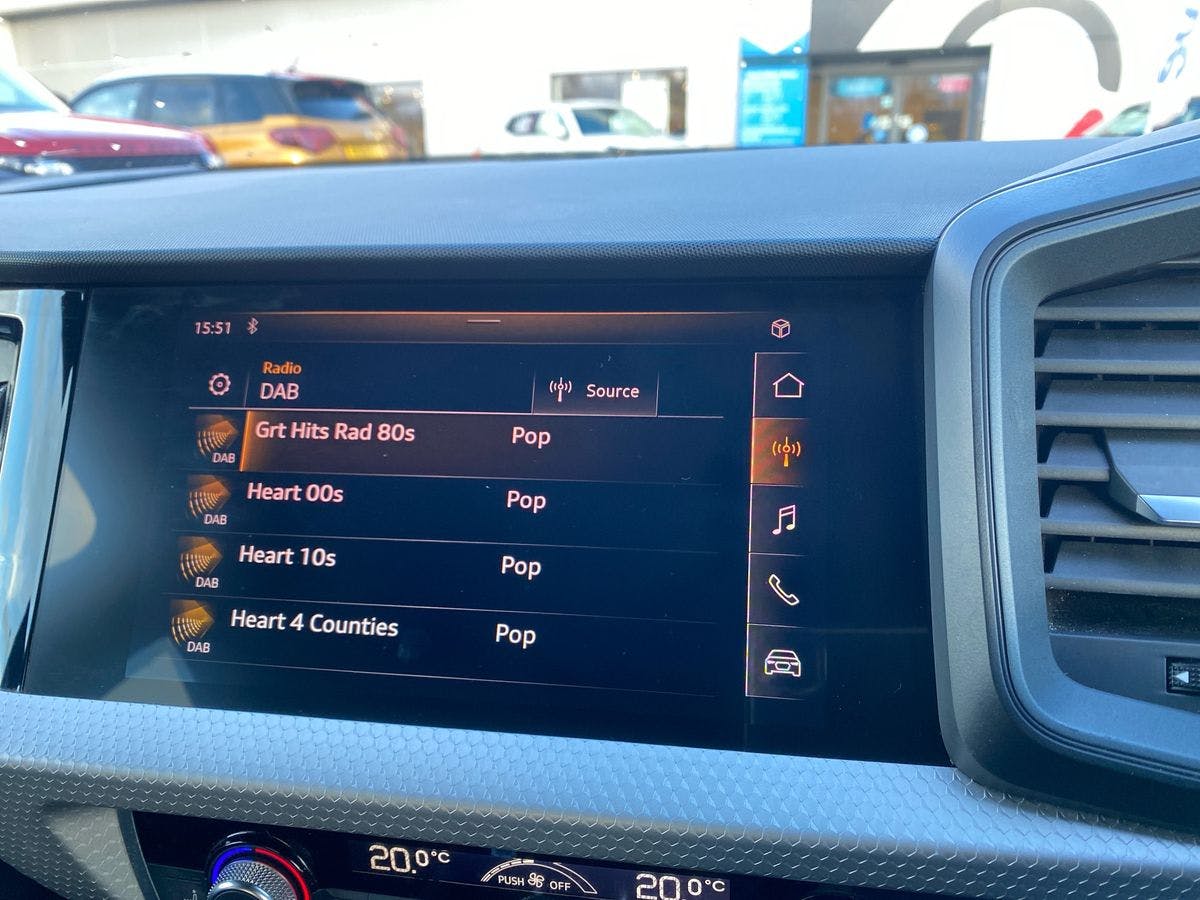 15:51
Radio
DAB
Source
Grt Hits Rad 80s Pop
DAB
Heart 00s Pop
DAB
Heart 10s Pop
DAB
Heart 4 Counties Pop
DAB
20.0°C
PUSH OFF
20.0°C